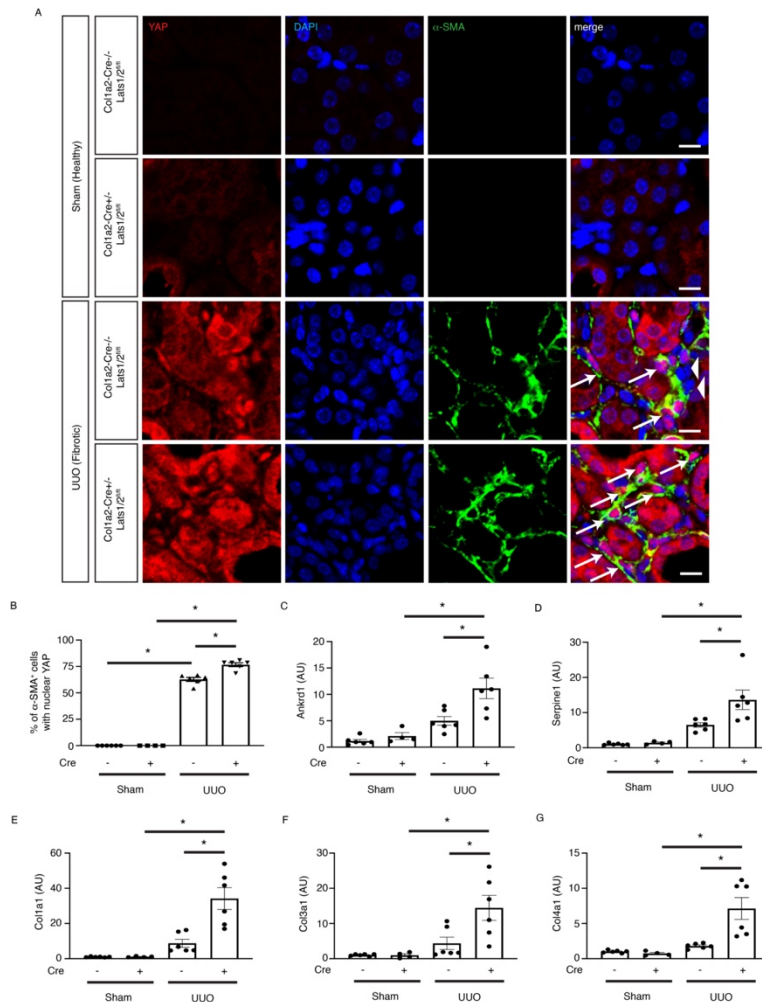 A
YAP
DAPI
α-SMA
merge
Sham (Healthy)
Col1a2-Cre-/-
Lats1/2fl/fl
Col1a2-Cre+/-
Lats1/2fl/fl
UUO (Fibrotic)
Col1a2-Cre-/-
Lats1/2fl/fl
Col1a2-Cre+/-
Lats1/2fl/fl
B
% of α-SMA+ cells
with nuclear YAP
100
75
50
25
0
*
*
*
Cre - + - +
Sham UUO
C
Ankrd1 (AU)
20
15
10
5
0
*
*
Cre - + - +
Sham UUO
D
Serpine1 (AU)
30
20
10
0
*
*
Cre - + - +
Sham UUO
E
Col1a1 (AU)
60
40
20
0
*
*
Cre - + - +
Sham UUO
F
Col3a1 (AU)
30
20
10
0
*
*
Cre - + - +
Sham UUO
G
Col4a1 (AU)
15
10
5
0
*
*
Cre - + - +
Sham UUO